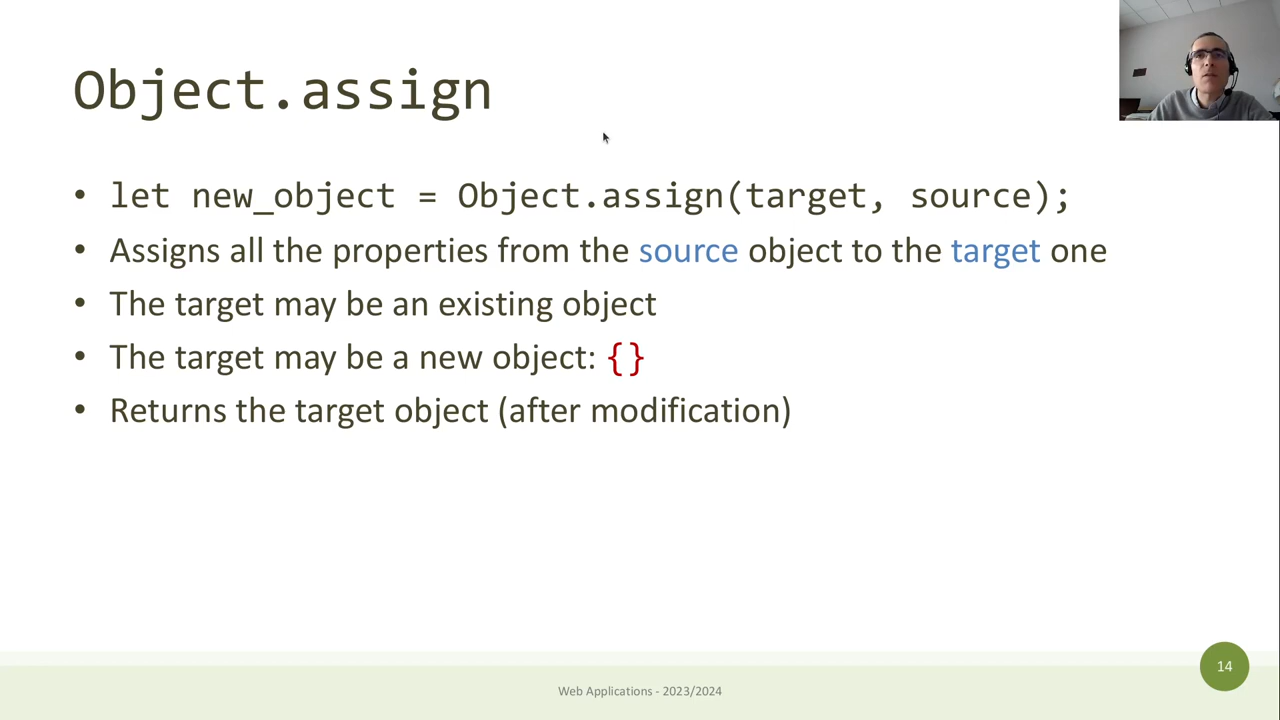 Object.assign
• let new_object = Object.assign(target, source);
• Assigns all the properties from the source object to the target one
• The target may be an existing object
• The target may be a new object: {}
• Returns the target object (after modification)
14
Web Applications - 2023/2024